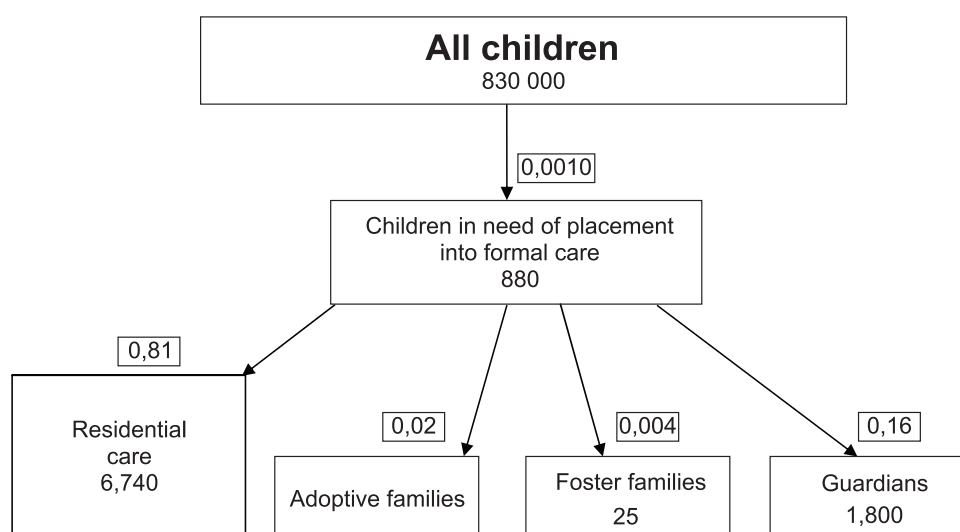 All children
830 000
0,0010
Children in need of placement
into formal care
880
0,81
Residential
care
6,740
0,02
Adoptive families
0,004
Foster families
25
0,16
Guardians
1,800